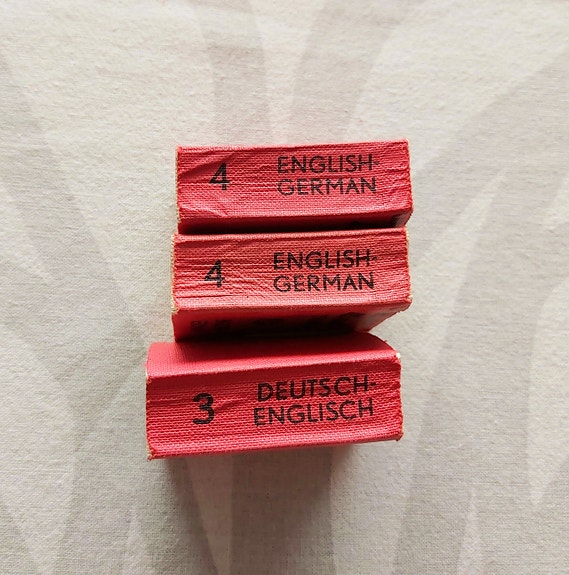 4 ENGLISH-
GERMAN
4 ENGLISH-
GERMAN
3 DEUTSCH-
ENGLISCH